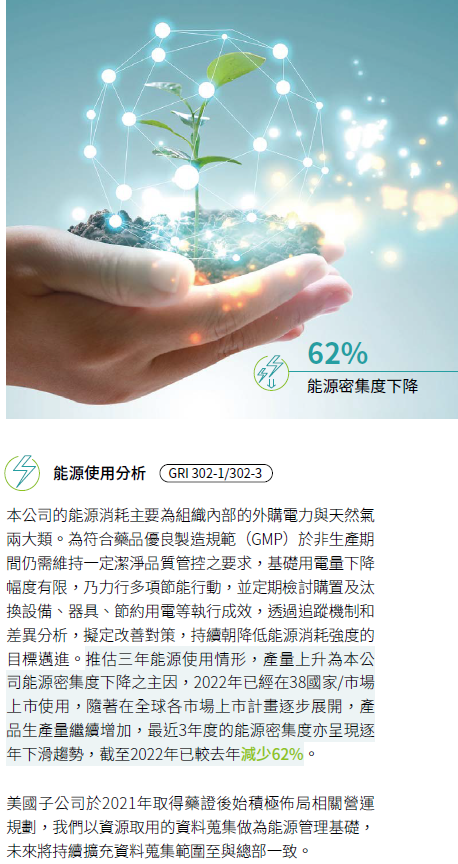 62%
能源密集度下降
能源使用分析 GRI 302-1/302-3
本公司的能源消耗主要為組織內部的外購電力與天然氣
兩大類。為符合藥品優良製造規範（GMP）於非生產期
間仍需維持一定潔淨品質管控之要求，基礎用電量下降
幅度有限，乃力行多項節能行動，並定期檢討購置及汰
換設備、器具、節約用電等執行成效，透過追蹤機制和
差異分析，擬定改善對策，持續朝降低能源消耗強度的
目標邁進。推估三年能源使用情形，產量上升為本公
司能源密集度下降之主因，2022年已經在38國家/市場
上市使用，隨著在全球各市場上市計畫逐步展開，產
品生產量繼續增加，最近3年度的能源密集度亦呈現逐
年下滑趨勢，截至2022年已較去年減少62%。
美國子公司於2021年取得藥證後始積極佈局相關營運
規劃，我們以資源取用的資料蒐集做為能源管理基礎，
未來將持續擴充資料蒐集範圍至與總部一致。